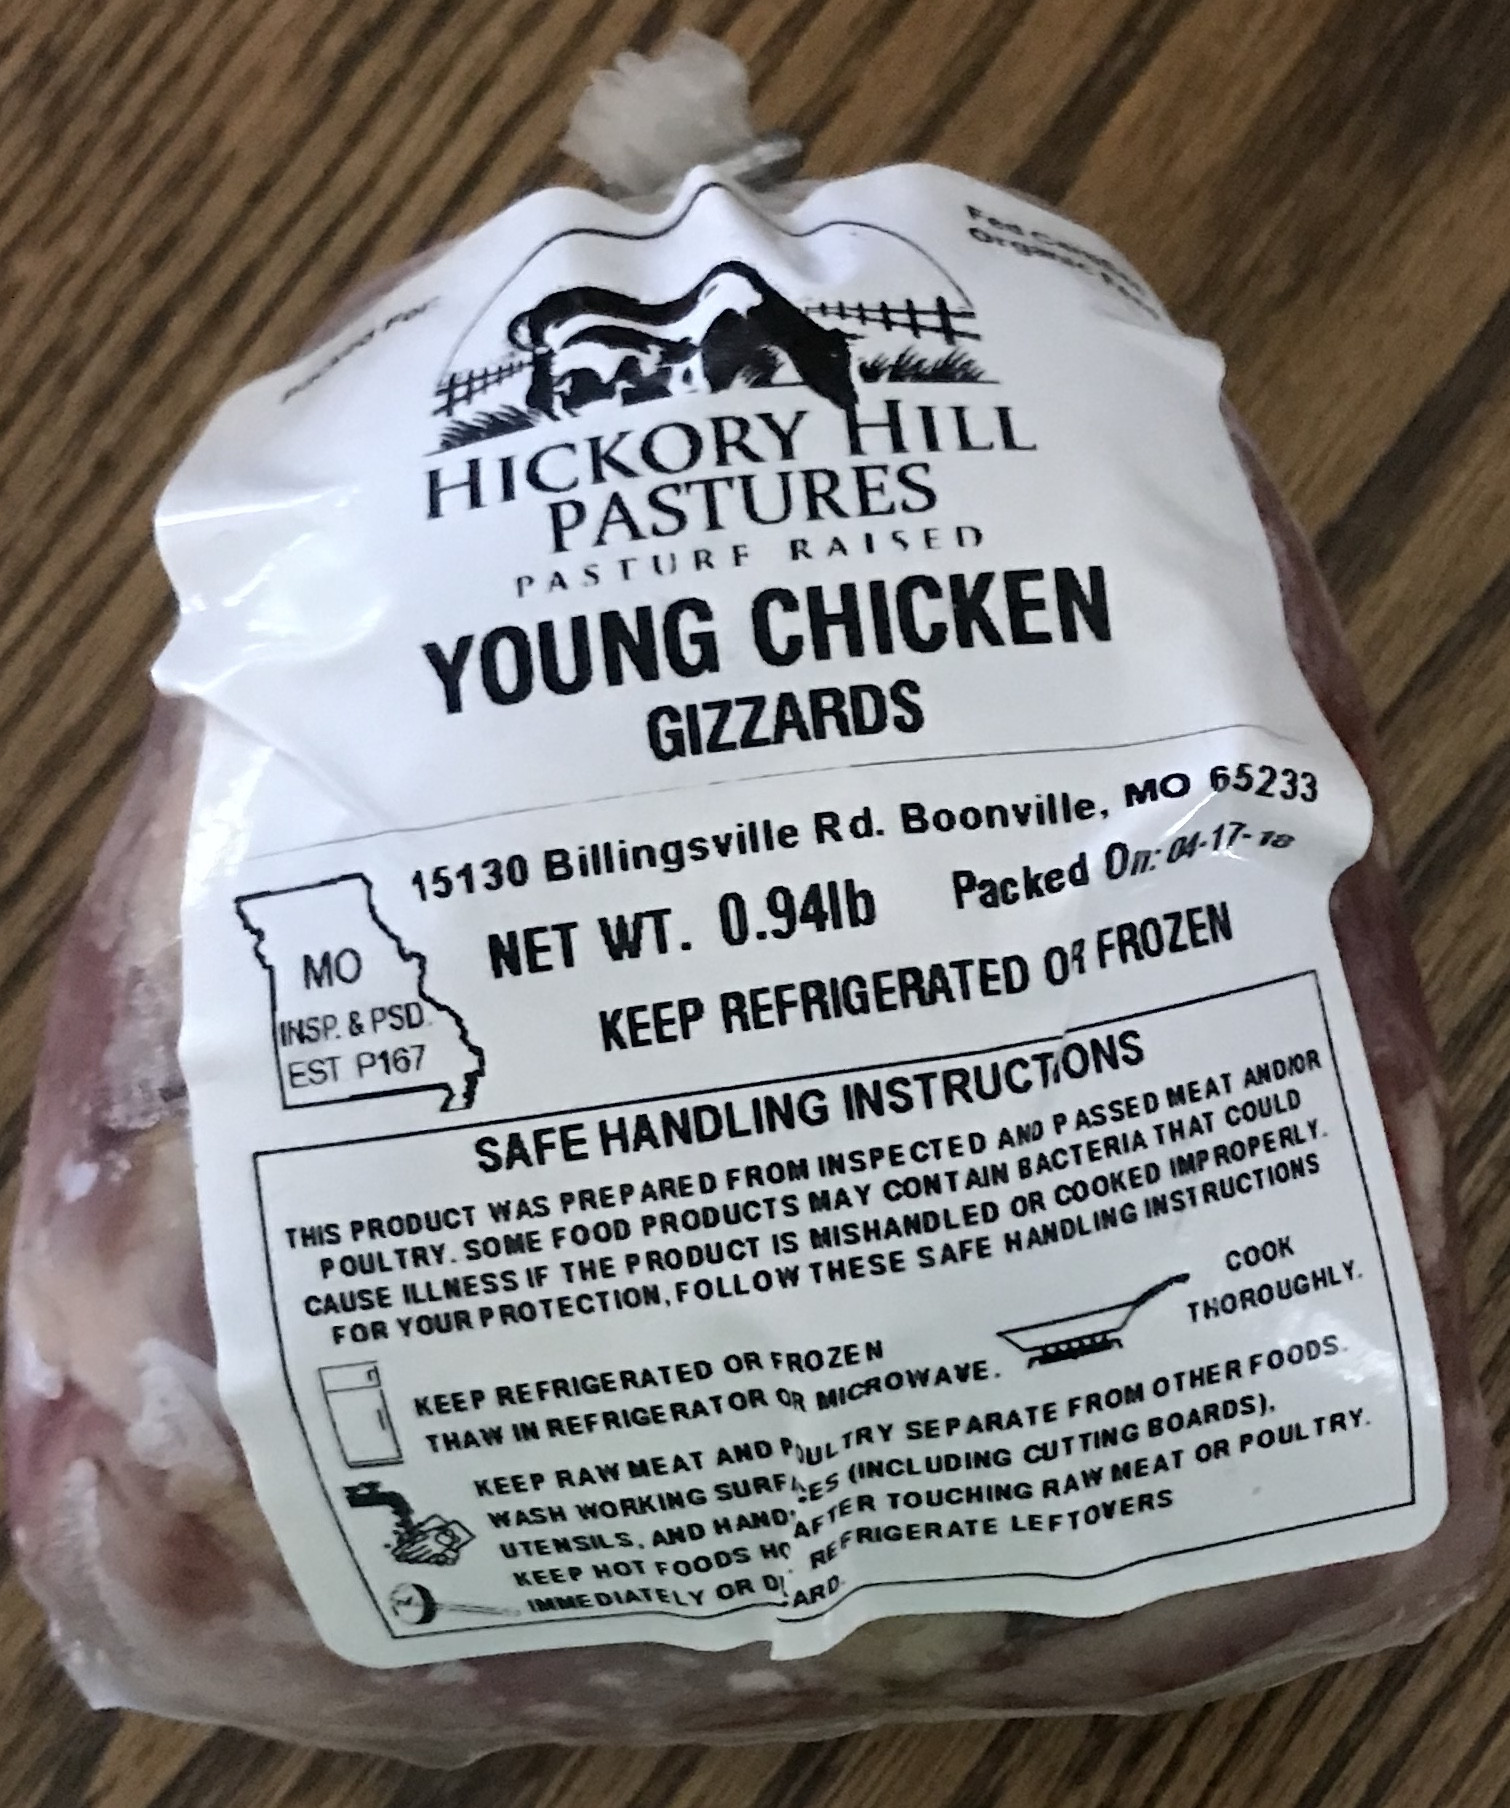 Packed For:
Organic Feed
HICKORY HILL
PASTURES
PASTURE RAISED
YOUNG CHICKEN
GIZZARDS
15130 Billingsville Rd. Boonville, MO 65233
NET WT. 0.94lb Packed On: 04-17-18
KEEP REFRIGERATED OR FROZEN
MO
INSP. & PSD.
EST P167
SAFE HANDLING INSTRUCTIONS
THIS PRODUCT WAS PREPARED FROM INSPECTED AND PASSED MEAT AND/OR
POULTRY. SOME FOOD PRODUCTS MAY CONTAIN BACTERIA THAT COULD
CAUSE ILLNESS IF THE PRODUCT IS MISHANDLED OR COOKED IMPROPERLY.
FOR YOUR PROTECTION, FOLLOW THESE SAFE HANDLING INSTRUCTIONS
KEEP REFRIGERATED OR FROZEN
THAW IN REFRIGERATOR OR MICROWAVE.
COOK
THOROUGHLY.
KEEP RAW MEAT AND POULTRY SEPARATE FROM OTHER FOODS.
WASH WORKING SURFACES (INCLUDING CUTTING BOARDS),
UTENSILS, AND HANDS AFTER TOUCHING RAW MEAT OR POULTRY.
KEEP HOT FOODS HOT REFRIGERATE LEFTOVERS
IMMEDIATELY OR DISCARD